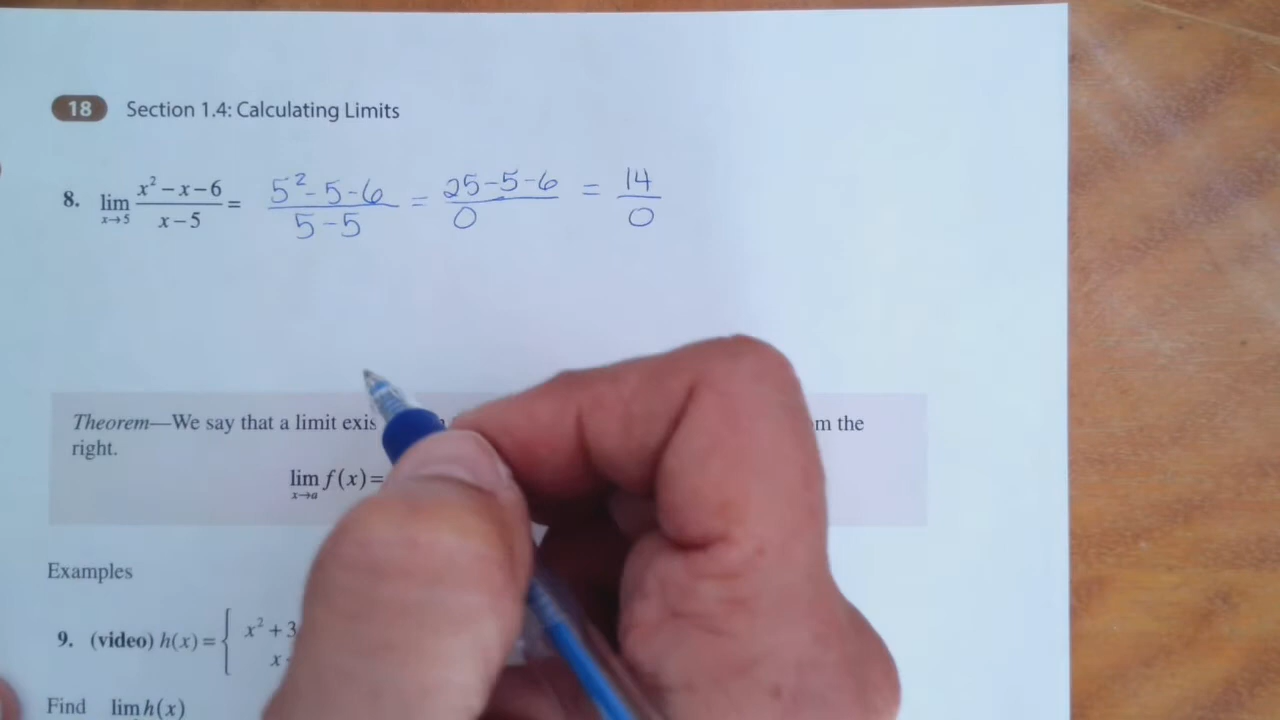 18 Section 1.4: Calculating Limits
8. lim x→5 (x² − x − 6)/(x − 5) = (5² - 5 - 6)/(5 - 5) = (25 - 5 - 6)/0 = 14/0
Theorem—We say that a limit exis m the
right.
lim x→a f(x) =
Examples
9. (video) h(x) = { x² + 3
x
Find lim h(x)